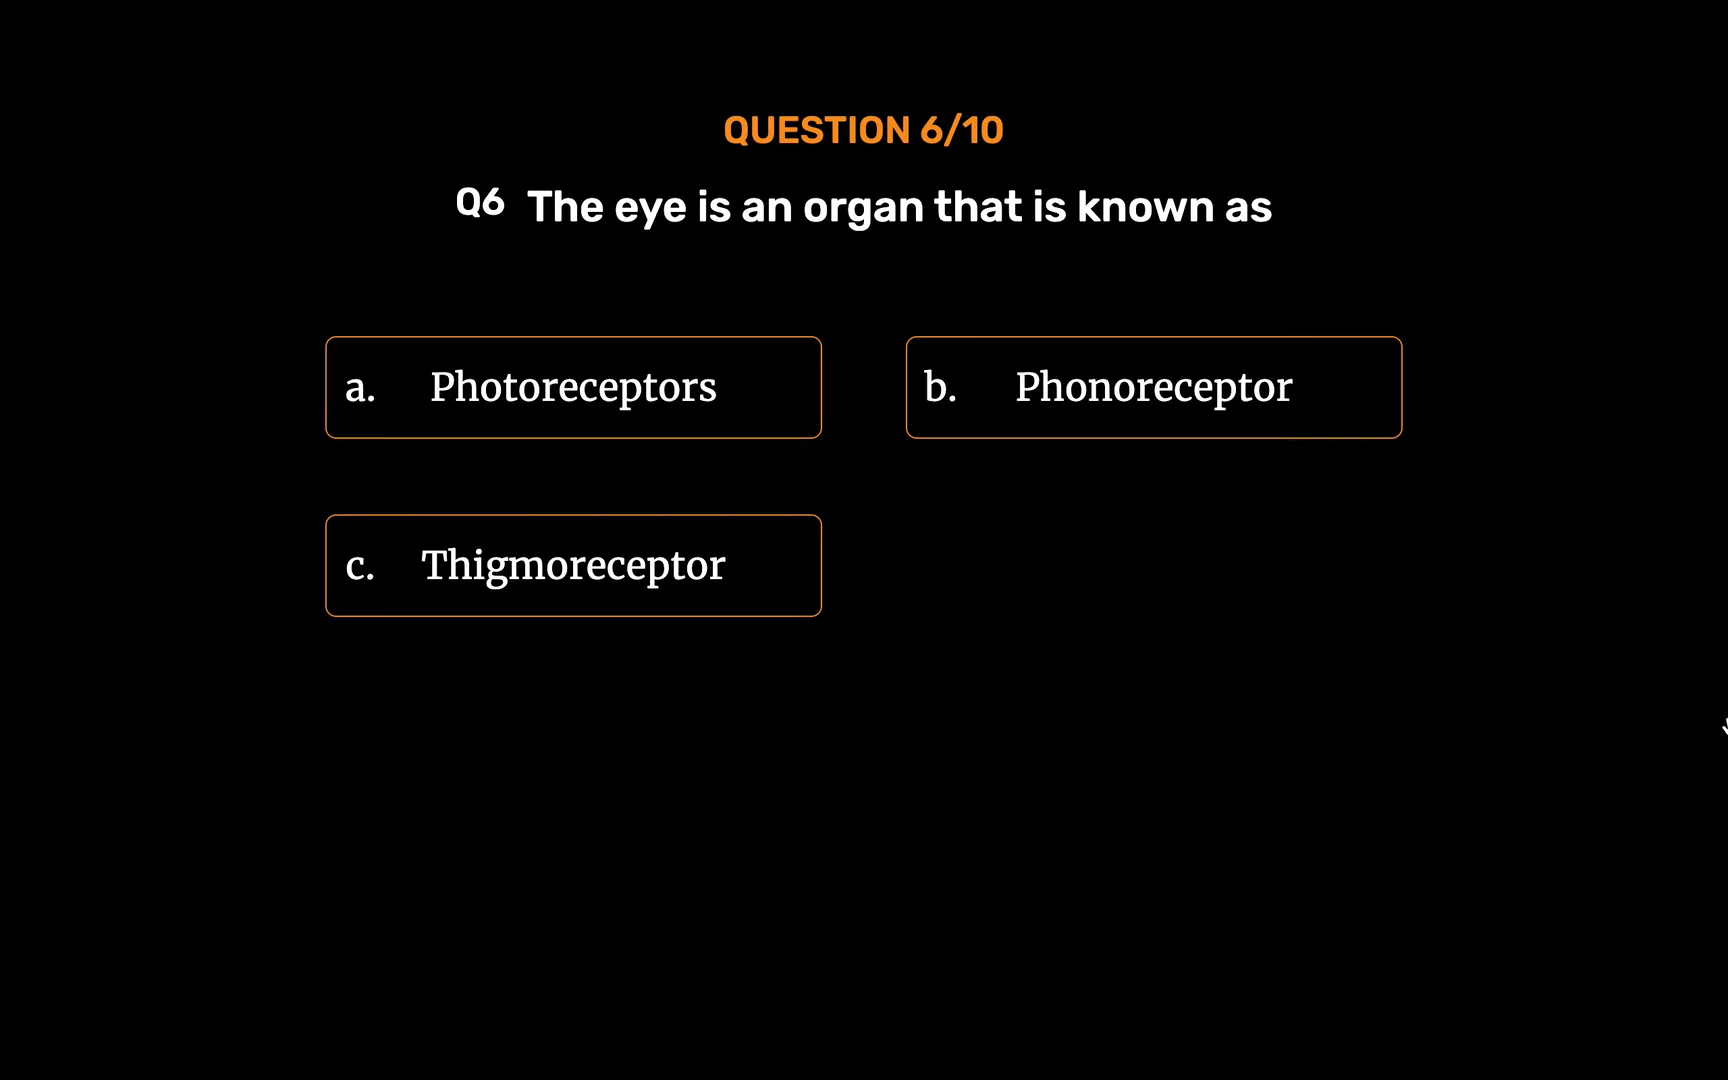 QUESTION 6/10
Q6 The eye is an organ that is known as
a. Photoreceptors
b. Phonoreceptor
c. Thigmoreceptor